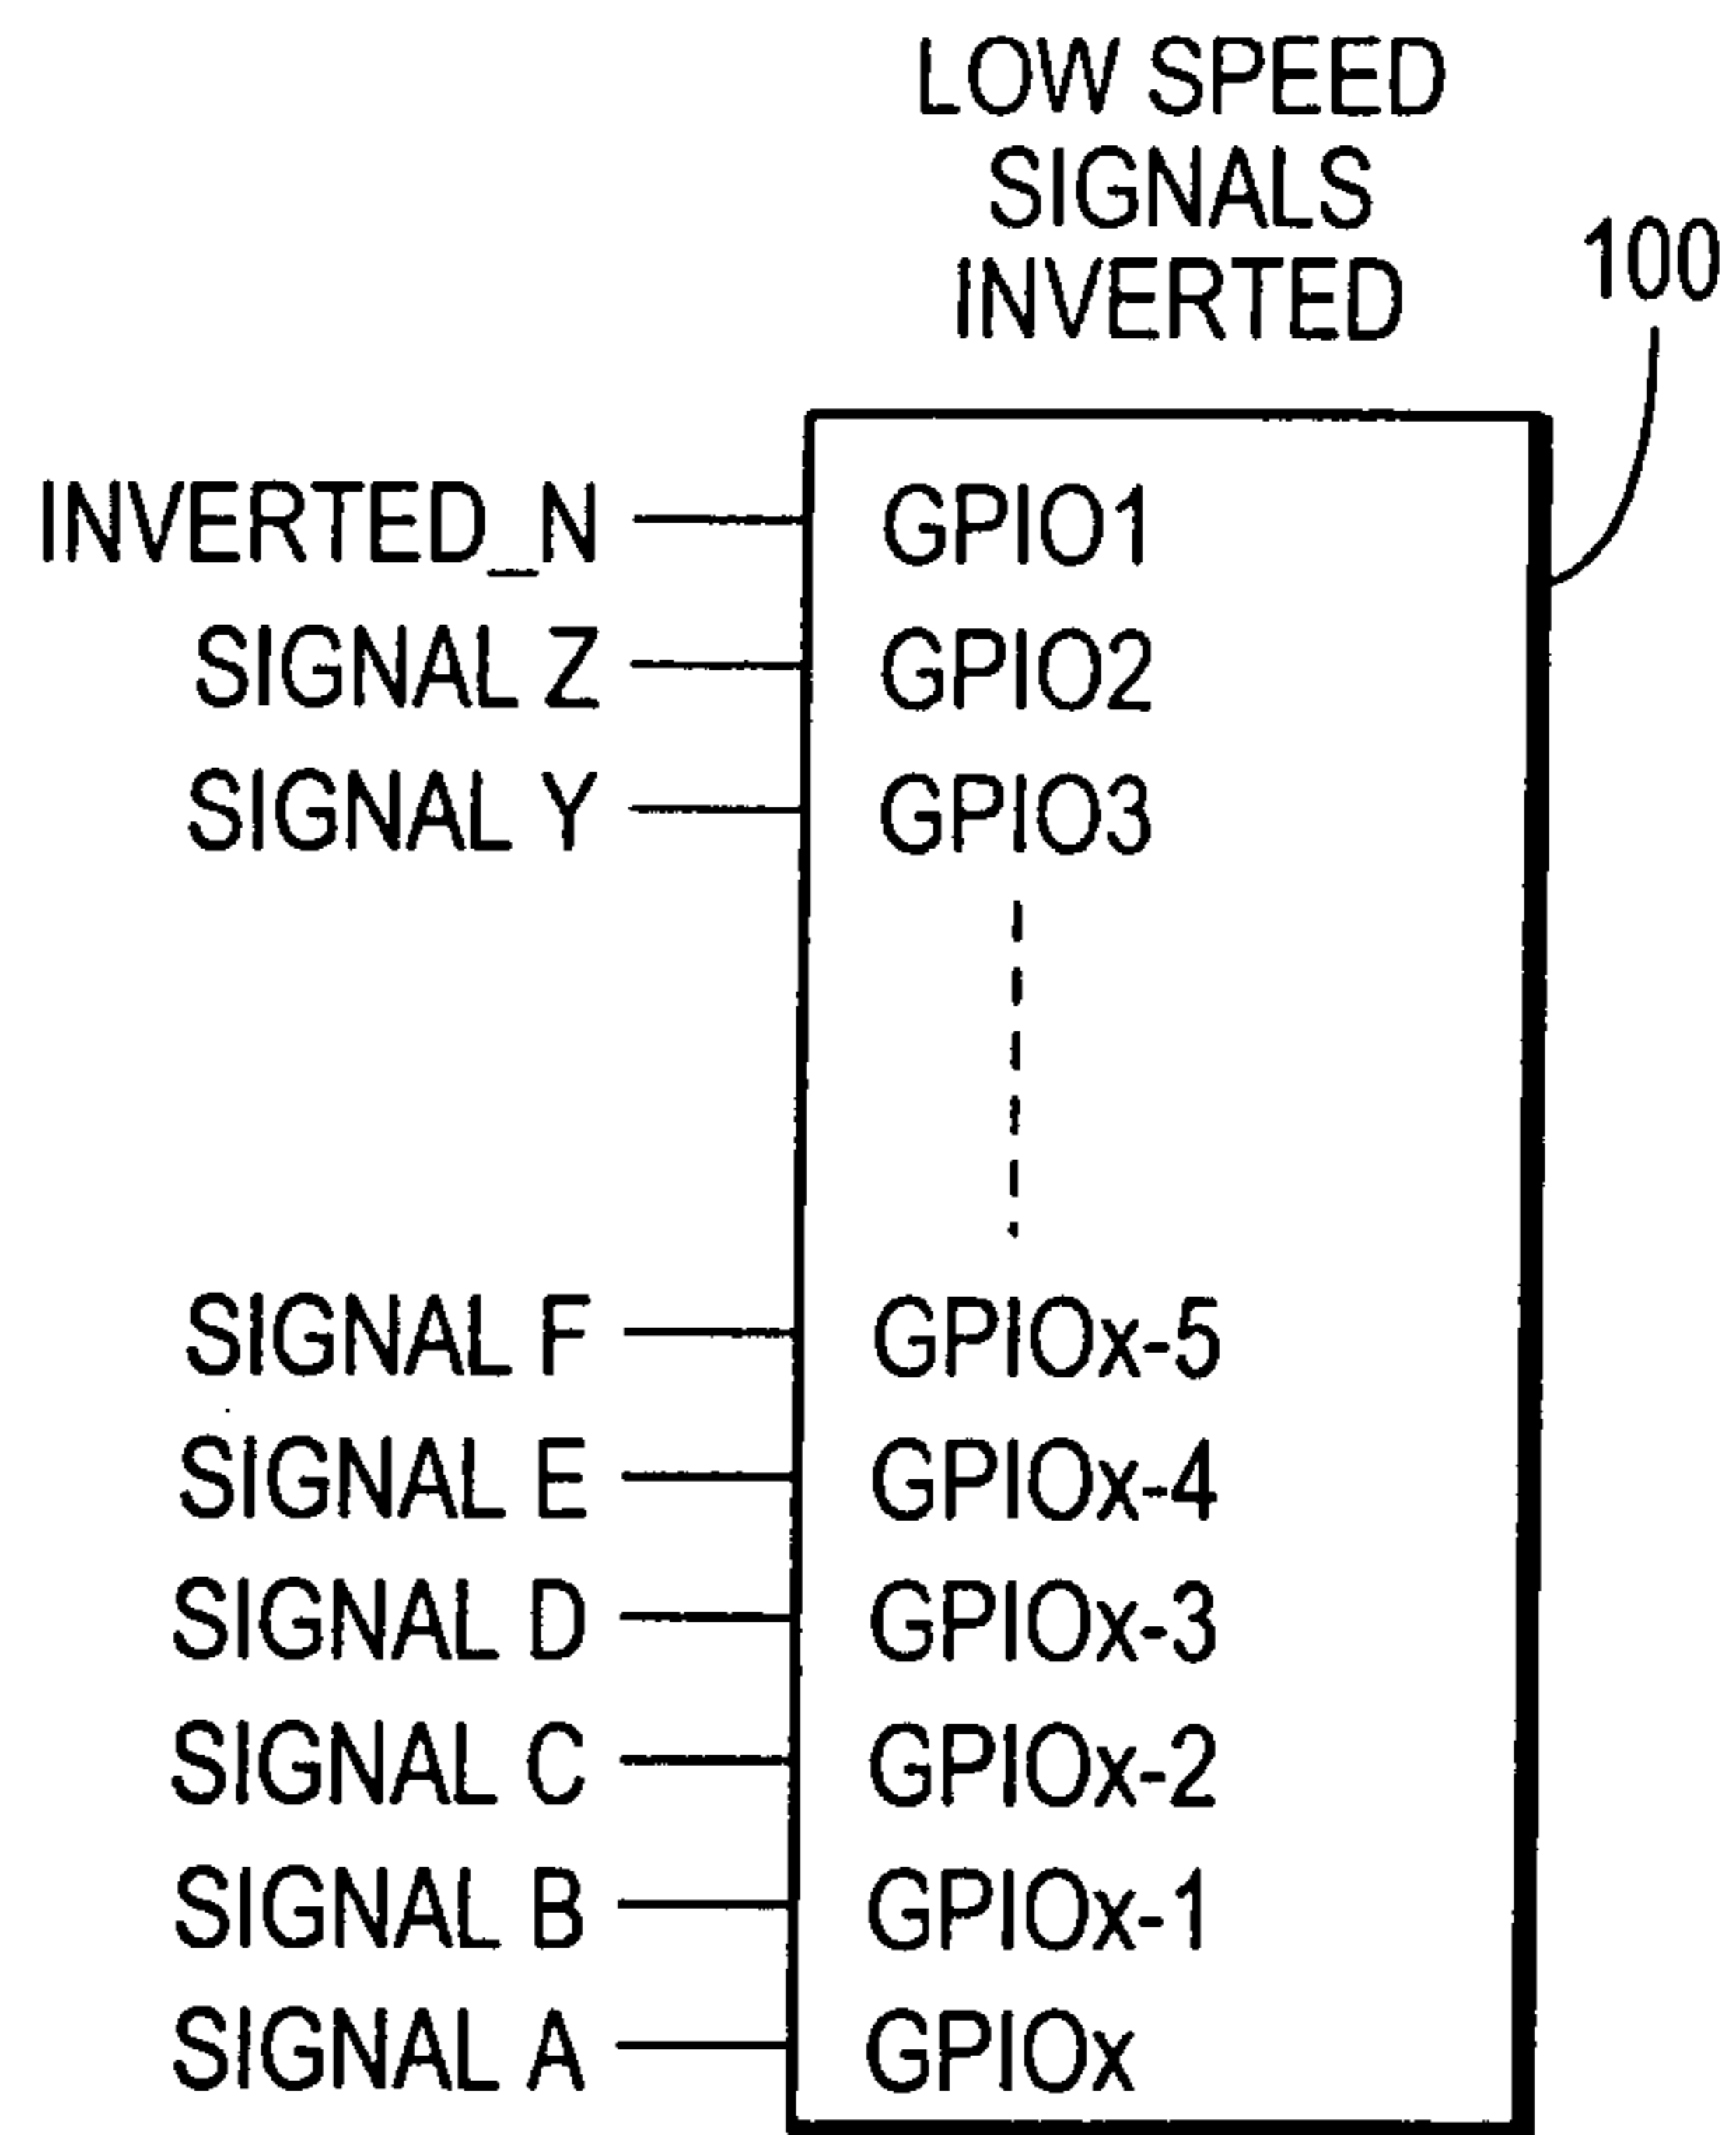 LOW SPEED
SIGNALS
INVERTED
100
INVERTED_N GPIO1
SIGNAL Z GPIO2
SIGNAL Y GPIO3
SIGNAL F GPIOx-5
SIGNAL E GPIOx-4
SIGNAL D GPIOx-3
SIGNAL C GPIOx-2
SIGNAL B GPIOx-1
SIGNAL A GPIOx